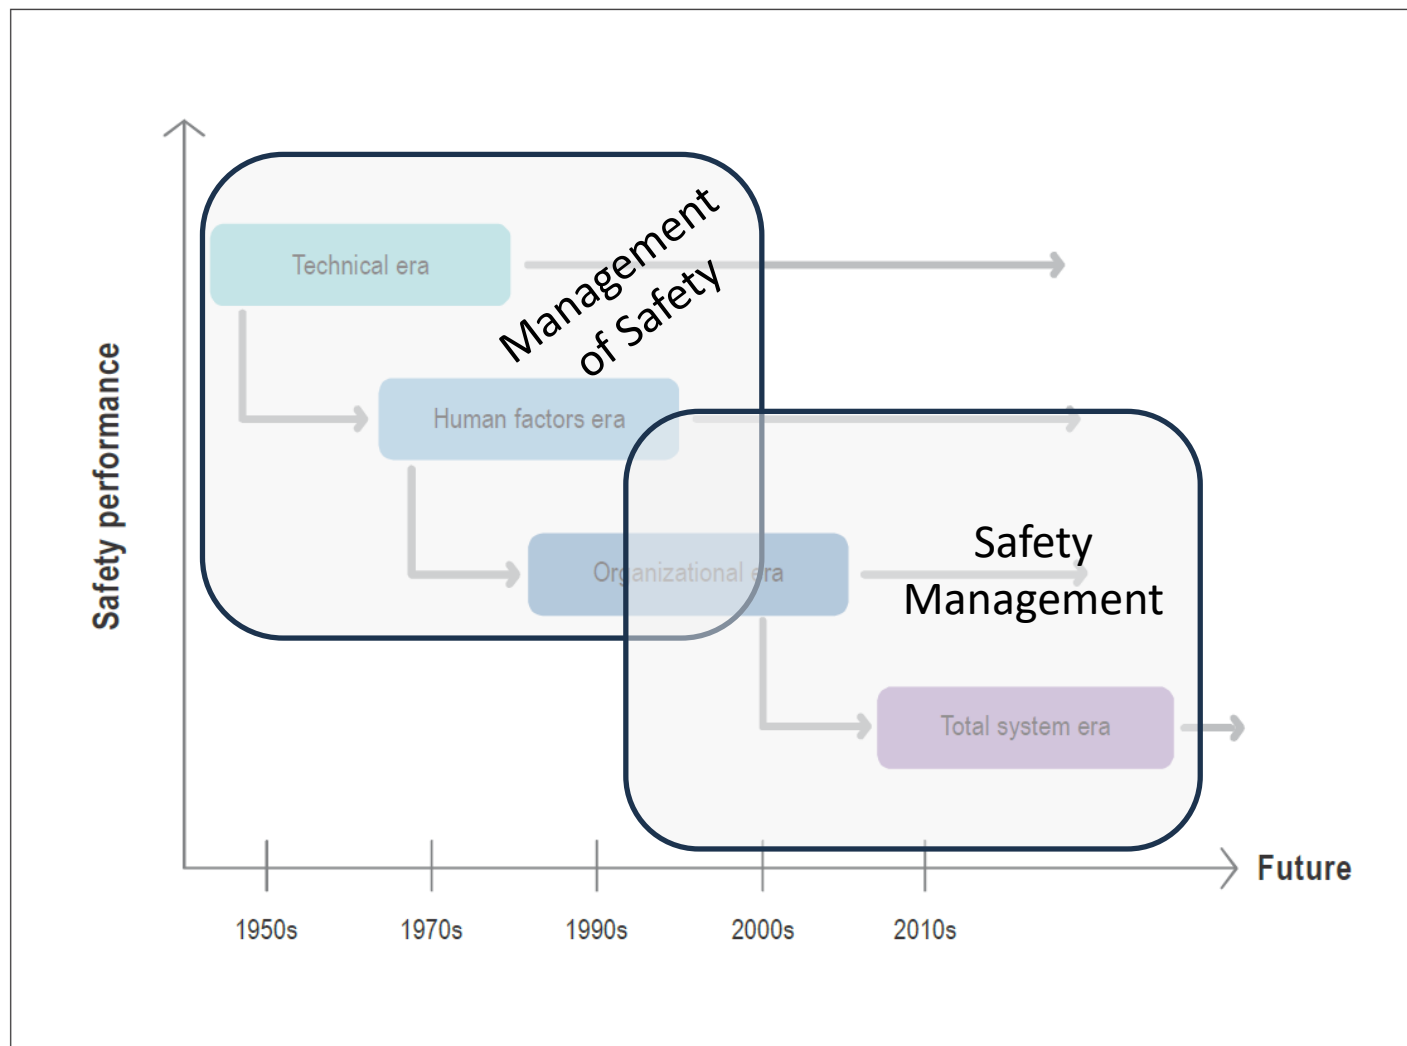 Technical era
Management
of Safety
Human factors era
Safety performance
Organizational era
Safety
Management
Total system era
Future
1950s
1970s
1990s
2000s
2010s